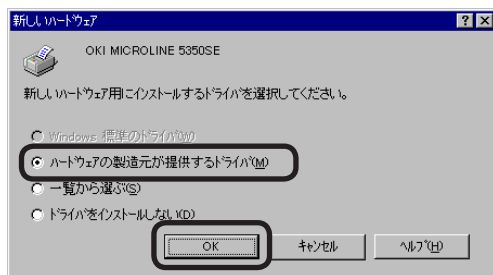 新しいハードウェア
OKI MICROLINE 5350SE
新しいハードウェア用にインストールするドライバを選択してください。
Windows 標準のドライバ(W)
ハードウェアの製造元が提供するドライバ(M)
一覧から選ぶ(S)
ドライバをインストールしない(D)
OK キャンセル ヘルプ(H)